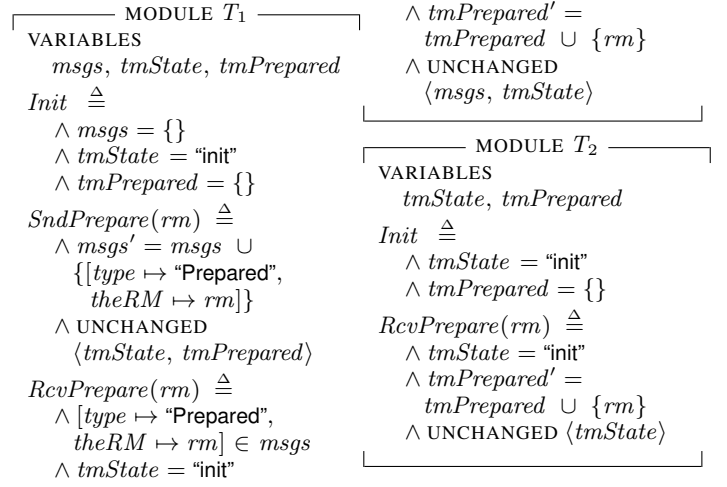 MODULE T₁
VARIABLES
msgs, tmState, tmPrepared
Init ≜
∧ msgs = {}
∧ tmState = “init”
∧ tmPrepared = {}
SndPrepare(rm) ≜
∧ msgs′ = msgs ∪
{[type ↦ “Prepared”,
theRM ↦ rm]}
∧ UNCHANGED
⟨tmState, tmPrepared⟩
RcvPrepare(rm) ≜
∧ [type ↦ “Prepared”,
theRM ↦ rm] ∈ msgs
∧ tmState = “init”
∧ tmPrepared′ =
tmPrepared ∪ {rm}
∧ UNCHANGED
⟨msgs, tmState⟩
MODULE T₂
VARIABLES
tmState, tmPrepared
Init ≜
∧ tmState = “init”
∧ tmPrepared = {}
RcvPrepare(rm) ≜
∧ tmState = “init”
∧ tmPrepared′ =
tmPrepared ∪ {rm}
∧ UNCHANGED ⟨tmState⟩